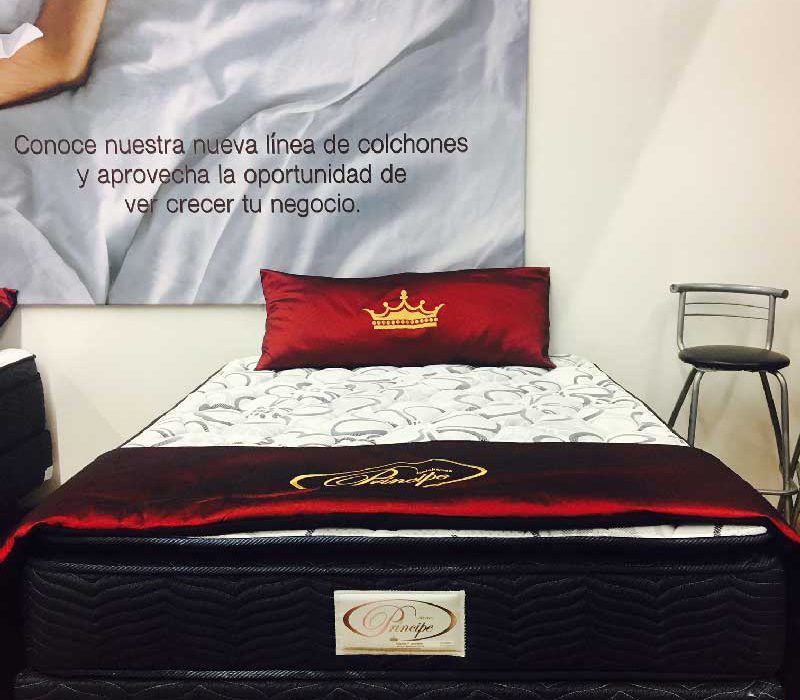 Conoce nuestra nueva línea de colchones
y aprovecha la oportunidad de
ver crecer tu negocio.
Príncipe
Príncipe